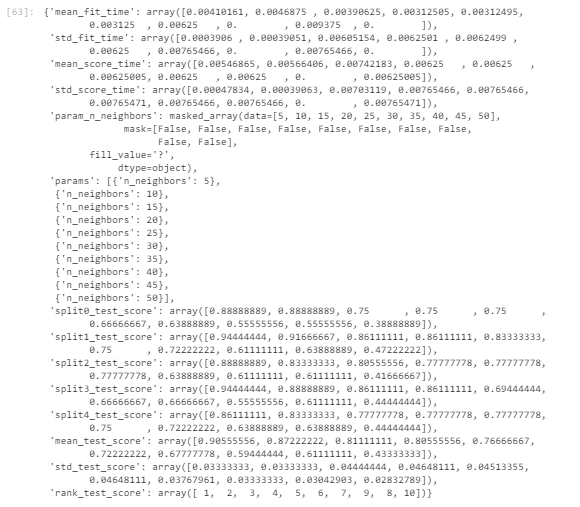 [63]: {'mean_fit_time': array([0.00410161, 0.0046875 , 0.00390625, 0.00312505, 0.00312495,
0.003125 , 0.00625 , 0. , 0.009375 , 0. ]),
'std_fit_time': array([0.0003906 , 0.00039051, 0.00605154, 0.0062501 , 0.0062499 ,
0.00625 , 0.00765466, 0. , 0.00765466, 0. ]),
'mean_score_time': array([0.00546865, 0.00566406, 0.00742183, 0.00625 , 0.00625 ,
0.00625005, 0.00625 , 0.00625 , 0. , 0.00625005]),
'std_score_time': array([0.00047834, 0.00039063, 0.00703119, 0.00765466, 0.00765466,
0.00765471, 0.00765466, 0.00765466, 0. , 0.00765471]),
'param_n_neighbors': masked_array(data=[5, 10, 15, 20, 25, 30, 35, 40, 45, 50],
mask=[False, False, False, False, False, False, False, False,
False, False],
fill_value='?',
dtype=object),
'params': [{'n_neighbors': 5},
{'n_neighbors': 10},
{'n_neighbors': 15},
{'n_neighbors': 20},
{'n_neighbors': 25},
{'n_neighbors': 30},
{'n_neighbors': 35},
{'n_neighbors': 40},
{'n_neighbors': 45},
{'n_neighbors': 50}],
'split0_test_score': array([0.88888889, 0.88888889, 0.75 , 0.75 , 0.75 ,
0.66666667, 0.63888889, 0.55555556, 0.55555556, 0.38888889]),
'split1_test_score': array([0.94444444, 0.91666667, 0.86111111, 0.86111111, 0.83333333,
0.75 , 0.72222222, 0.61111111, 0.63888889, 0.47222222]),
'split2_test_score': array([0.88888889, 0.83333333, 0.80555556, 0.77777778, 0.77777778,
0.77777778, 0.63888889, 0.61111111, 0.61111111, 0.41666667]),
'split3_test_score': array([0.94444444, 0.88888889, 0.86111111, 0.86111111, 0.69444444,
0.66666667, 0.66666667, 0.55555556, 0.61111111, 0.44444444]),
'split4_test_score': array([0.86111111, 0.83333333, 0.77777778, 0.77777778, 0.77777778,
0.75 , 0.72222222, 0.63888889, 0.63888889, 0.44444444]),
'mean_test_score': array([0.90555556, 0.87222222, 0.81111111, 0.80555556, 0.76666667,
0.72222222, 0.67777778, 0.59444444, 0.61111111, 0.43333333]),
'std_test_score': array([0.03333333, 0.03333333, 0.04444444, 0.04648111, 0.04513355,
0.04648111, 0.03767961, 0.03333333, 0.03042903, 0.02832789]),
'rank_test_score': array([ 1, 2, 3, 4, 5, 6, 7, 9, 8, 10])}